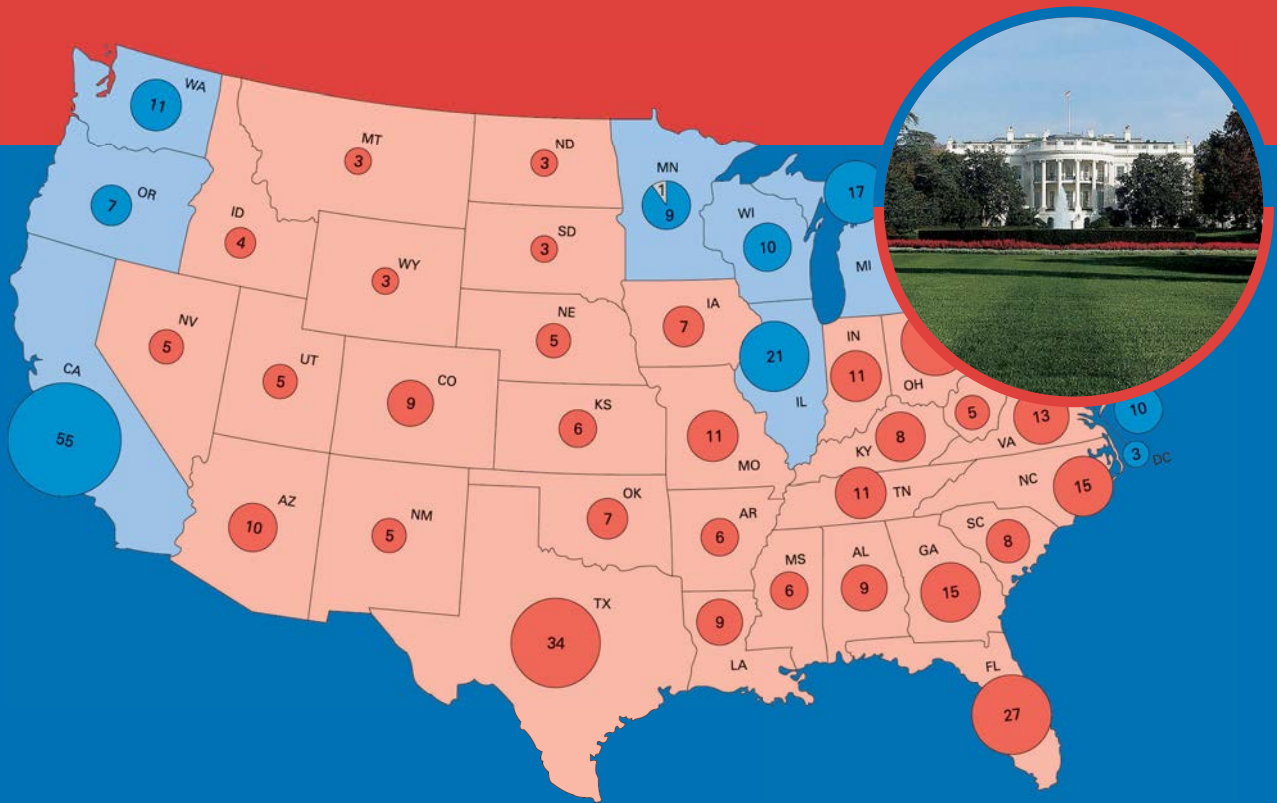 WA
11
MT
3
ND
3
MN
1
9
OR
7
ID
4
SD
3
WI
10
17
MI
WY
3
NV
5
NE
5
IA
7
UT
5
CO
9
IL
21
IN
11
OH
CA
55
KS
6
MO
11
KY
8
5
VA
13
10
3
DC
AZ
10
NM
5
OK
7
AR
6
TN
11
NC
15
SC
8
MS
6
AL
9
GA
15
TX
34
9
LA
FL
27